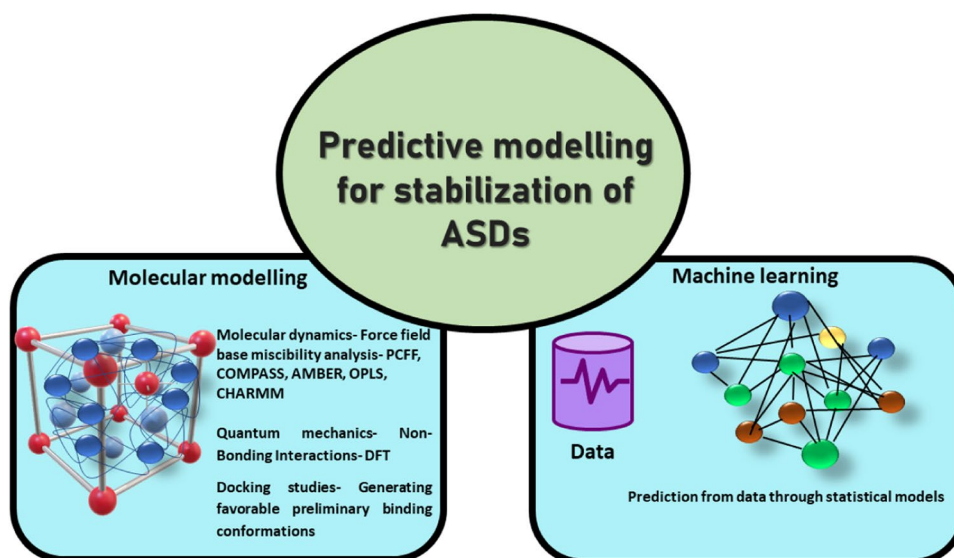 Predictive modelling
for stabilization of
ASDs
Molecular modelling
Molecular dynamics- Force field
base miscibility analysis- PCFF,
COMPASS, AMBER, OPLS,
CHARMM
Quantum mechanics- Non-
Bonding Interactions- DFT
Docking studies- Generating
favorable preliminary binding
conformations
Machine learning
Data
Prediction from data through statistical models